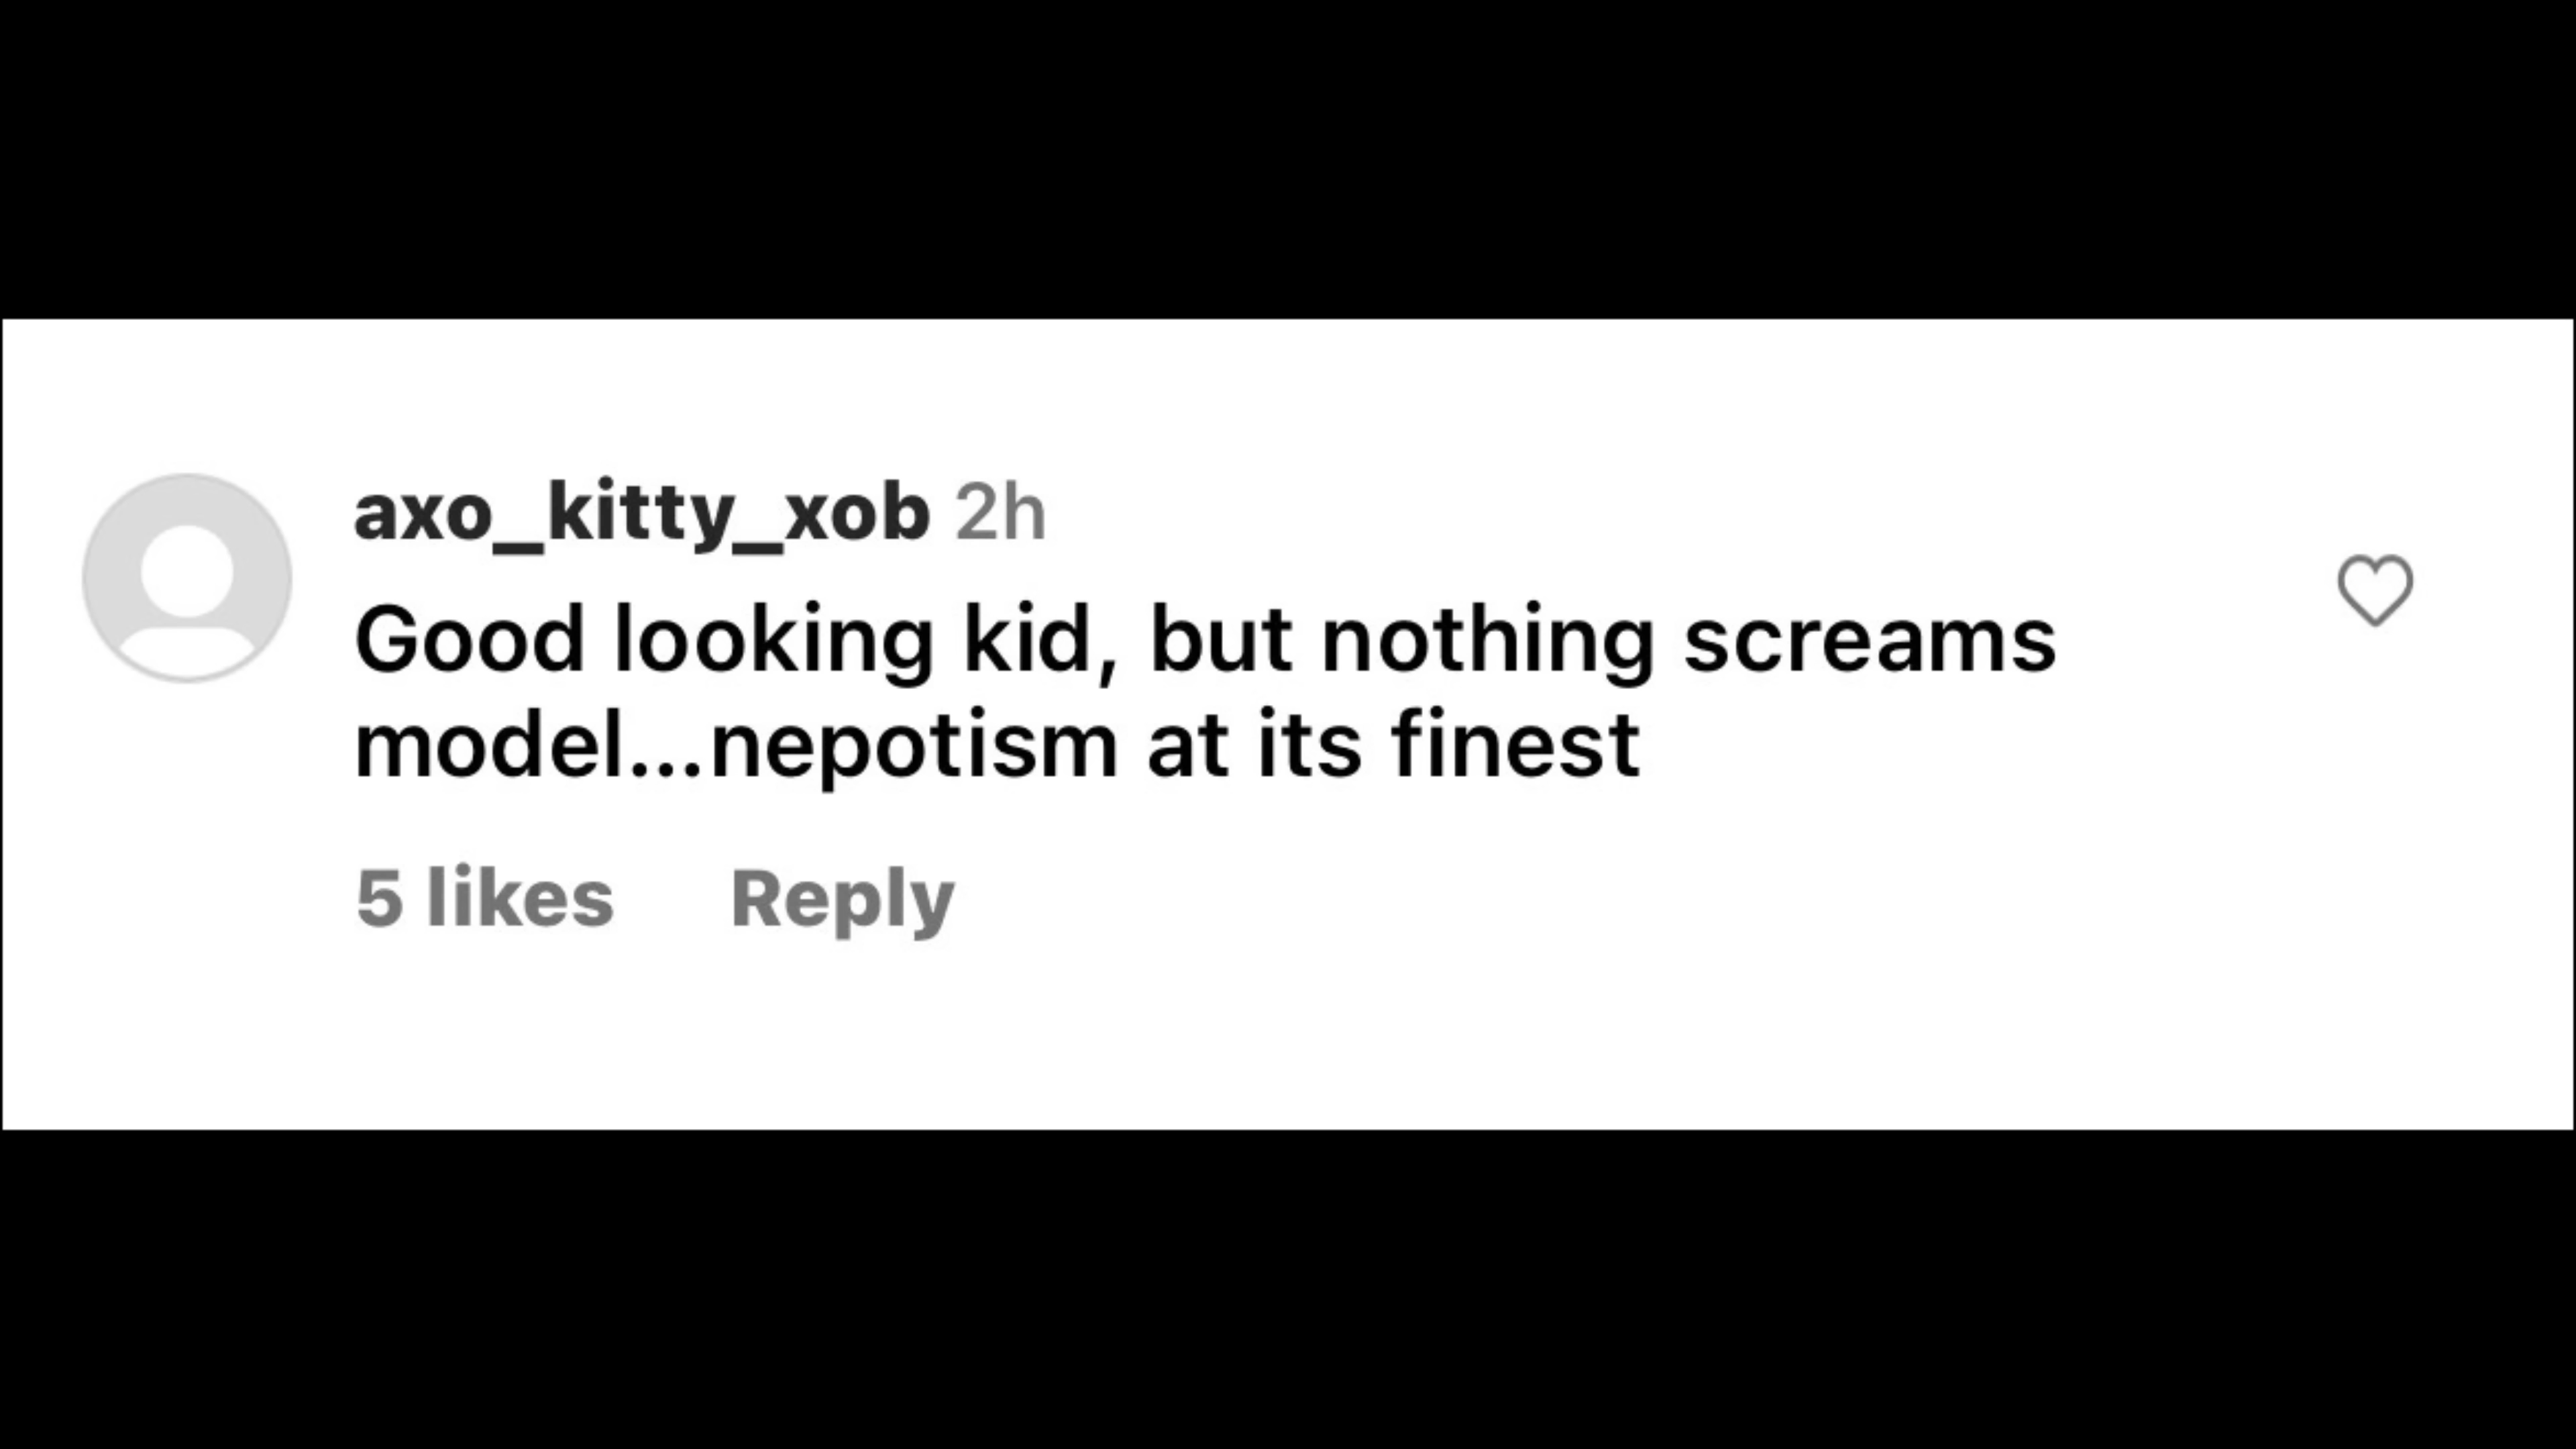 axo_kitty_xob 2h
Good looking kid, but nothing screams
model...nepotism at its finest
5 likes Reply